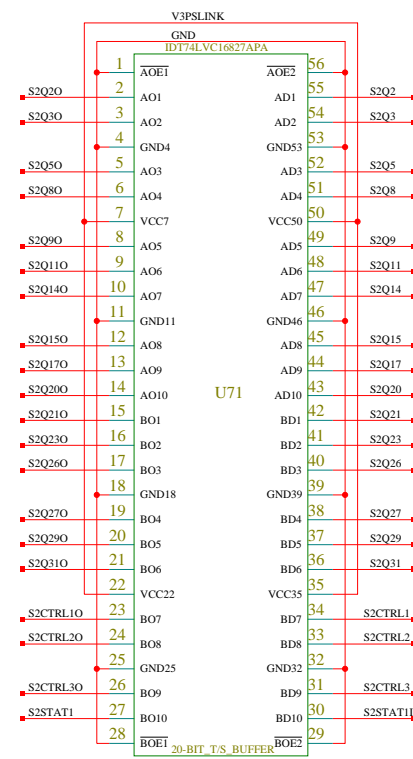 V3PSLINK
GND
IDT74LVC16827APA
1 AOE1 AOE2 56
S2Q2O 2 AO1 AD1 55 S2Q2
S2Q3O 3 AO2 AD2 54 S2Q3
4 GND4 GND53 53
S2Q5O 5 AO3 AD3 52 S2Q5
S2Q8O 6 AO4 AD4 51 S2Q8
7 VCC7 VCC50 50
S2Q9O 8 AO5 AD5 49 S2Q9
S2Q11O 9 AO6 AD6 48 S2Q11
S2Q14O 10 AO7 AD7 47 S2Q14
11 GND11 GND46 46
S2Q15O 12 AO8 AD8 45 S2Q15
S2Q17O 13 AO9 AD9 44 S2Q17
S2Q20O 14 AO10 U71 AD10 43 S2Q20
S2Q21O 15 BO1 BD1 42 S2Q21
S2Q23O 16 BO2 BD2 41 S2Q23
S2Q26O 17 BO3 BD3 40 S2Q26
18 GND18 GND39 39
S2Q27O 19 BO4 BD4 38 S2Q27
S2Q29O 20 BO5 BD5 37 S2Q29
S2Q31O 21 BO6 BD6 36 S2Q31
22 VCC22 VCC35 35
S2CTRL1O 23 BO7 BD7 34 S2CTRL1
S2CTRL2O 24 BO8 BD8 33 S2CTRL2
25 GND25 GND32 32
S2CTRL3O 26 BO9 BD9 31 S2CTRL3
S2STAT1 27 BO10 BD10 30 S2STAT1I
28 BOE1 BOE2 29
20-BIT_T/S_BUFFER